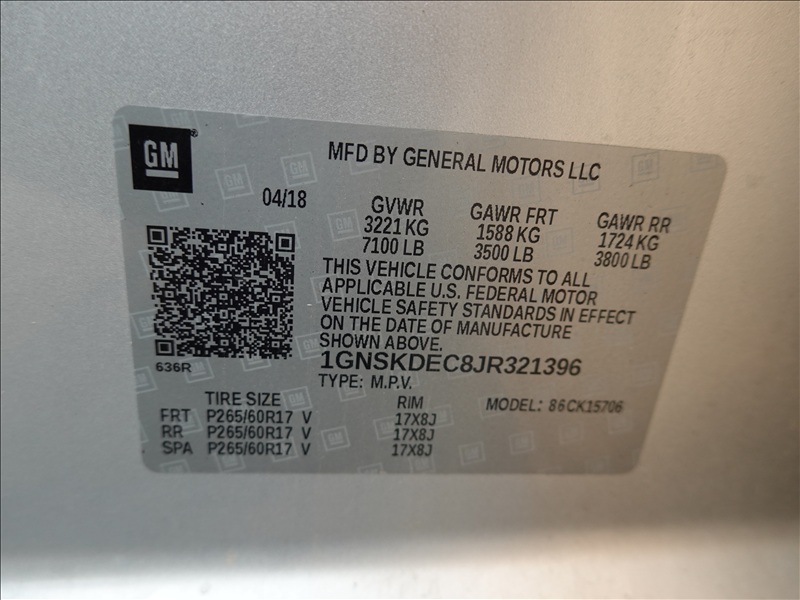 GM
MFD BY GENERAL MOTORS LLC
04/18
GVWR GAWR FRT GAWR RR
3221 KG 1588 KG 1724 KG
7100 LB 3500 LB 3800 LB
THIS VEHICLE CONFORMS TO ALL
APPLICABLE U.S. FEDERAL MOTOR
VEHICLE SAFETY STANDARDS IN EFFECT
ON THE DATE OF MANUFACTURE
SHOWN ABOVE.
636R
1GNSKDEC8JR321396
TYPE: M.P.V.
TIRE SIZE RIM MODEL: 86CK15706
FRT P265/60R17 V 17X8J
RR P265/60R17 V 17X8J
SPA P265/60R17 V 17X8J